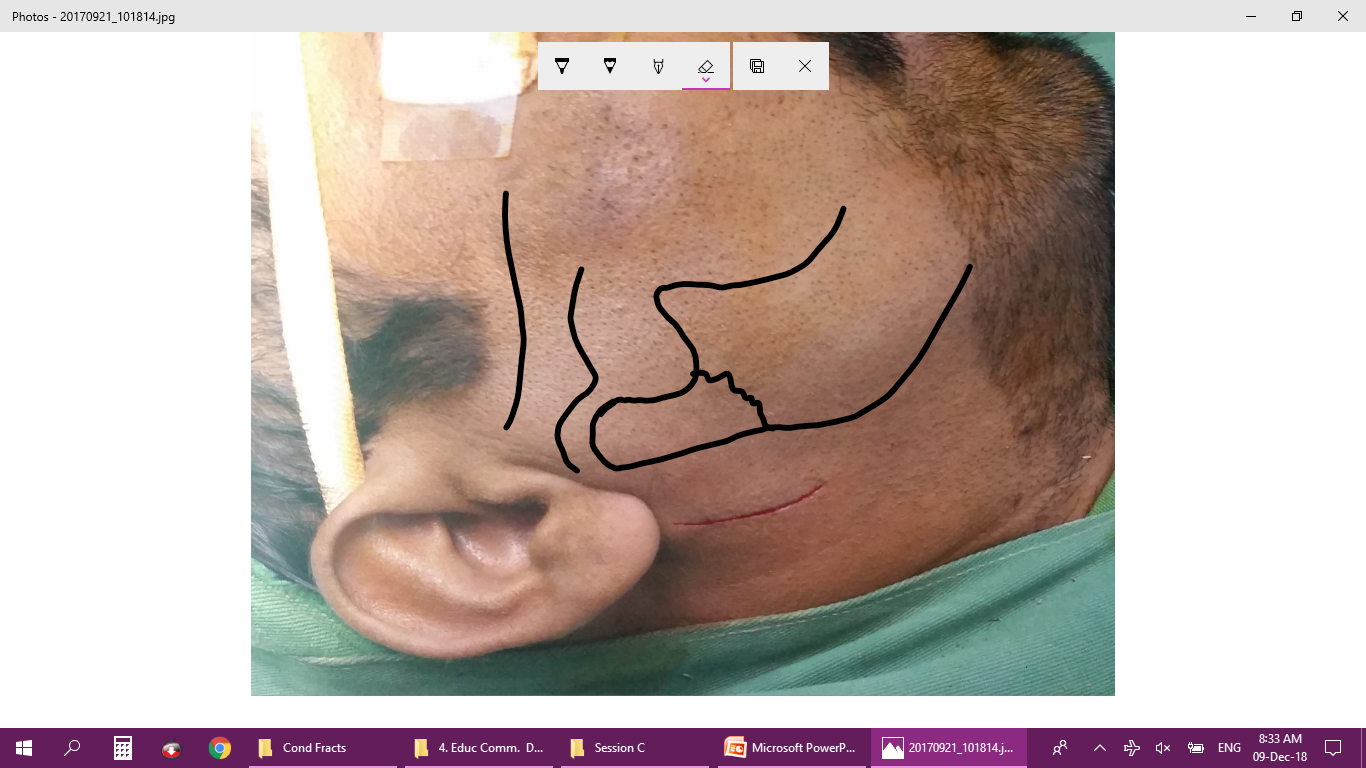 Photos - 20170921_101814.jpg
Cond Fracts
4. Educ Comm. D...
Session C
Microsoft PowerP...
20170921_101814.j...
ENG
8:33 AM
09-Dec-18